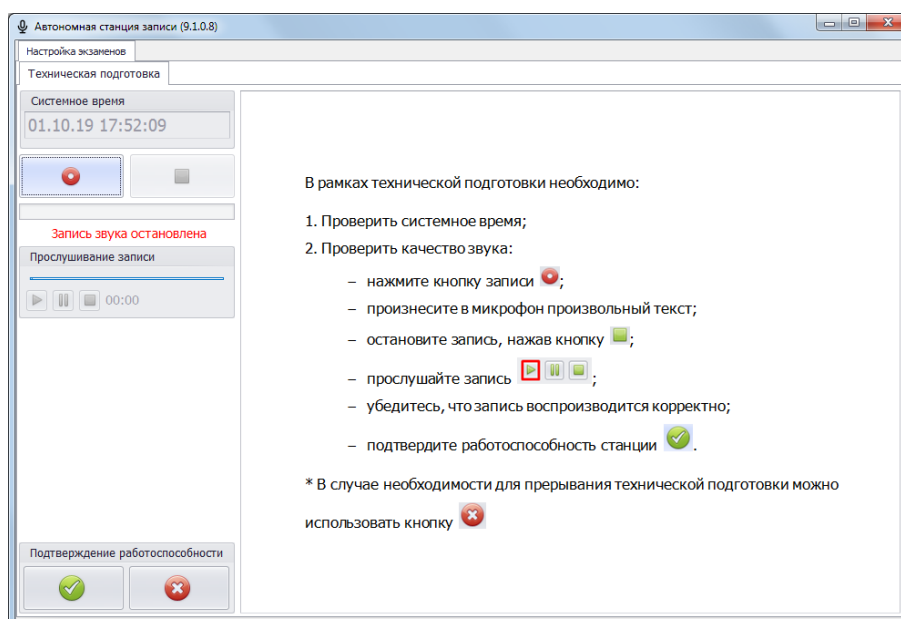 Автономная станция записи (9.1.0.8)
Настройка экзаменов
Техническая подготовка
Системное время
01.10.19 17:52:09
Запись звука остановлена
Прослушивание записи
00:00
Подтверждение работоспособности
В рамках технической подготовки необходимо:
1. Проверить системное время;
2. Проверить качество звука:
– нажмите кнопку записи ;
– произнесите в микрофон произвольный текст;
– остановите запись, нажав кнопку ;
– прослушайте запись ;
– убедитесь, что запись воспроизводится корректно;
– подтвердите работоспособность станции .
* В случае необходимости для прерывания технической подготовки можно
использовать кнопку